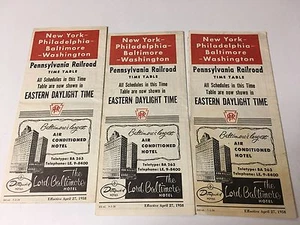 New York-
Philadelphia-
Baltimore
-Washington
Pennsylvania Railroad
TIME TABLE
All Schedules in this Time
Table are now shown in
EASTERN DAYLIGHT TIME
Baltimore's largest
AIR
CONDITIONED
HOTEL
Teletype: BA 263
Telephone: LE. 9-8400
The
Lord Baltimore
HOTEL
Effective April 27, 1958
New York-
Philadelphia-
Baltimore
-Washington
Pennsylvania Railroad
TIME TABLE
All Schedules in this Time
Table are now shown in
EASTERN DAYLIGHT TIME
Baltimore's largest
AIR
CONDITIONED
HOTEL
Teletype: BA 263
Telephone: LE. 9-8400
The
Lord Baltimore
HOTEL
Effective April 27, 1958
New York-
Philadelphia-
Baltimore
-Washington
Pennsylvania Railroad
TIME TABLE
All Schedules in this Time
Table are now shown in
EASTERN DAYLIGHT TIME
Baltimore's largest
AIR
CONDITIONED
HOTEL
Teletype: BA 263
Telephone: LE. 9-8400
The
Lord Baltimore
HOTEL
Effective April 27, 1958